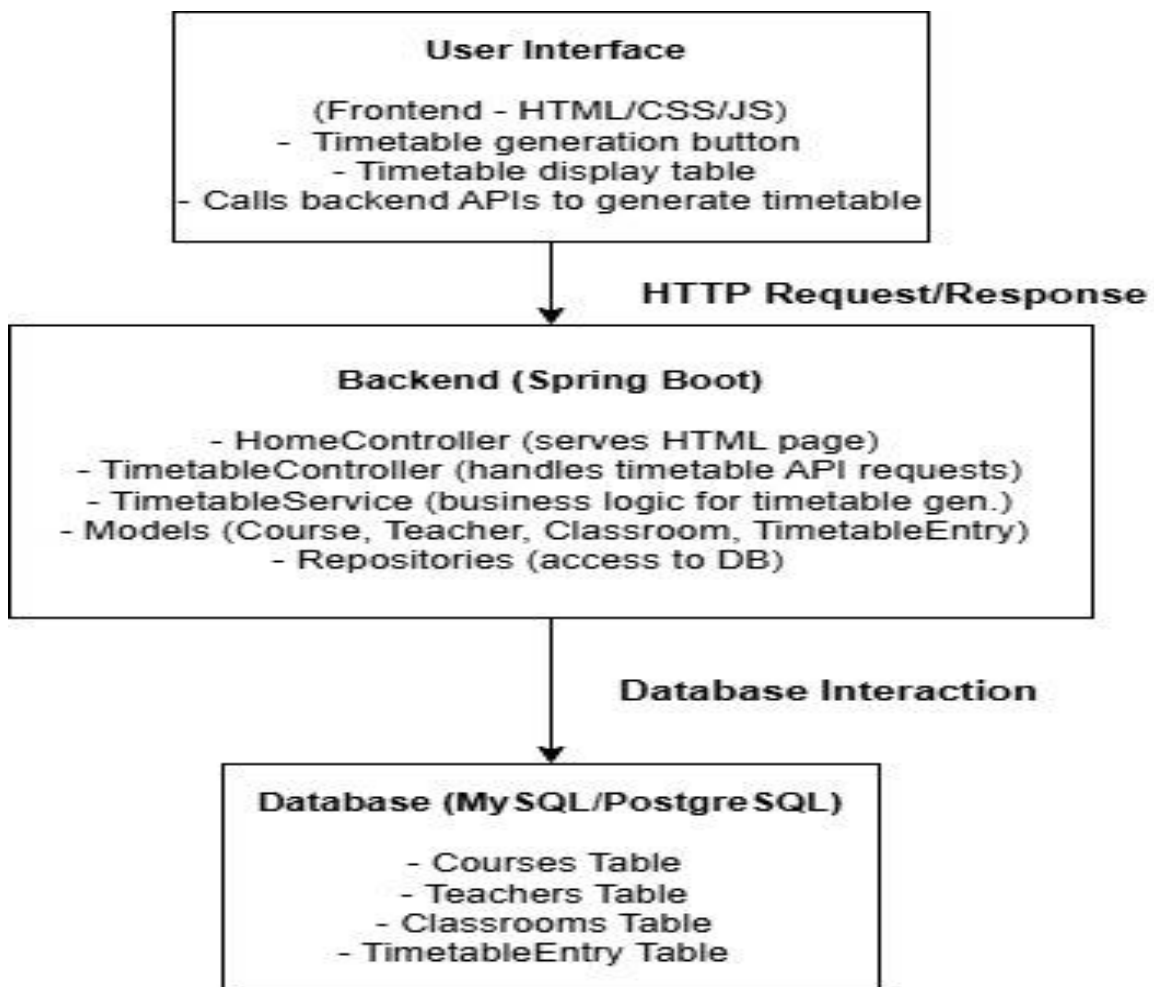 User Interface
(Frontend - HTML/CSS/JS)
- Timetable generation button
- Timetable display table
- Calls backend APIs to generate timetable
HTTP Request/Response
Backend (Spring Boot)
- HomeController (serves HTML page)
- TimetableController (handles timetable API requests)
- TimetableService (business logic for timetable gen.)
- Models (Course, Teacher, Classroom, TimetableEntry)
- Repositories (access to DB)
Database Interaction
Database (MySQL/PostgreSQL)
- Courses Table
- Teachers Table
- Classrooms Table
- TimetableEntry Table